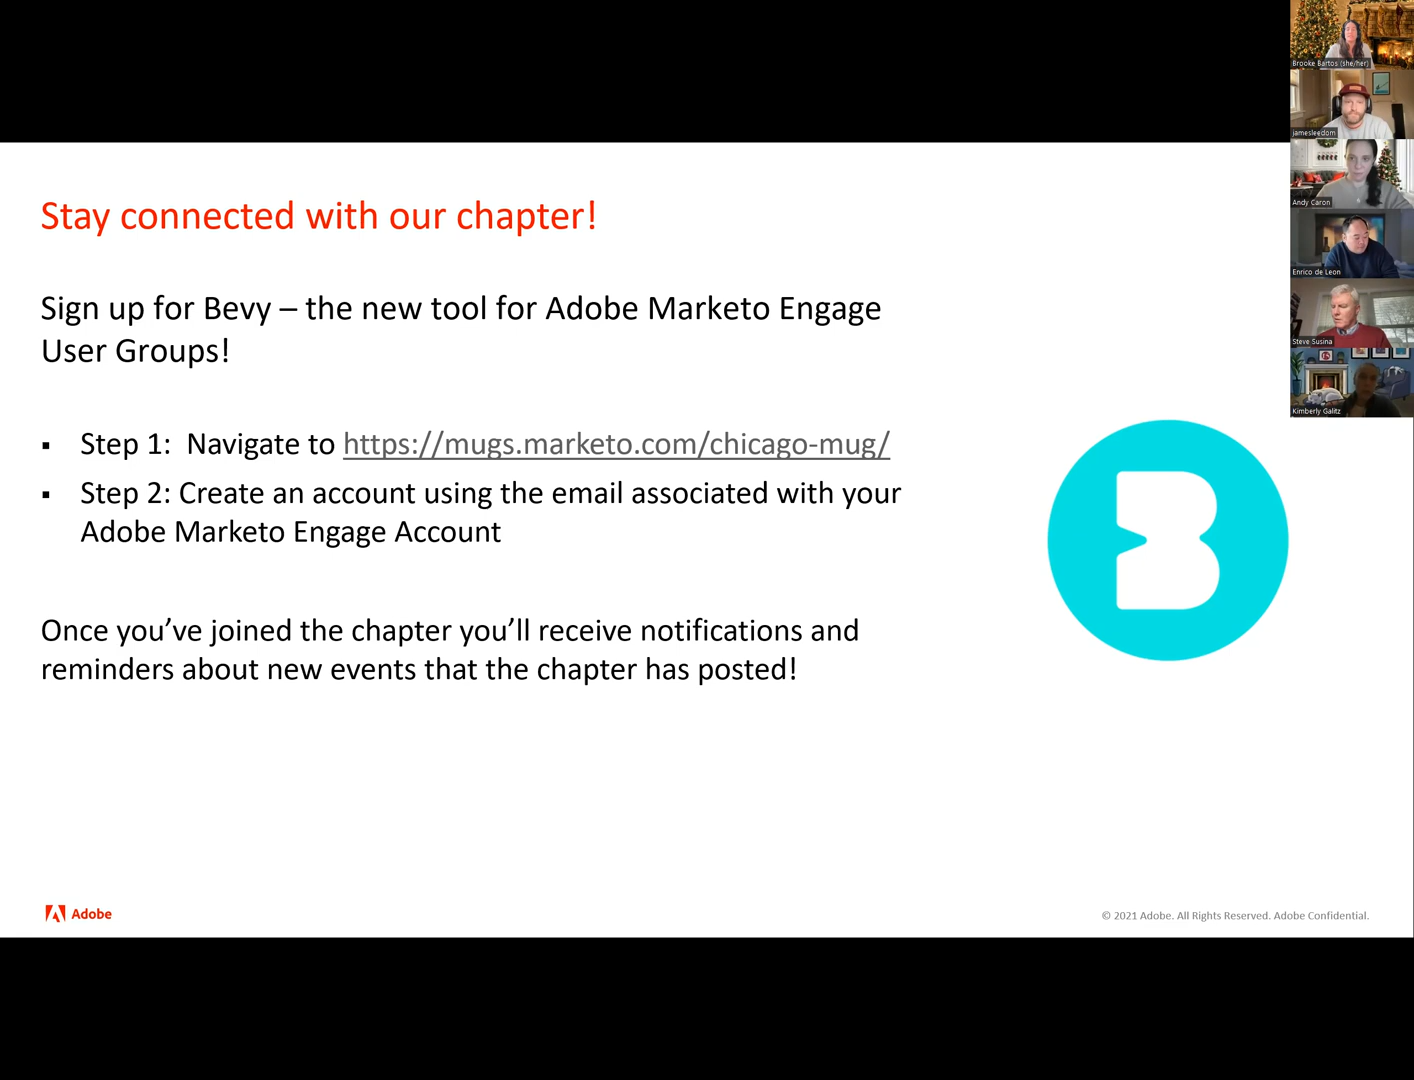 Stay connected with our chapter!
Sign up for Bevy – the new tool for Adobe Marketo Engage
User Groups!
▪ Step 1:  Navigate to https://mugs.marketo.com/chicago-mug/
▪ Step 2: Create an account using the email associated with your
Adobe Marketo Engage Account
Once you’ve joined the chapter you’ll receive notifications and
reminders about new events that the chapter has posted!
Adobe
© 2021 Adobe. All Rights Reserved. Adobe Confidential.
Brooke Bartos (she/her)
jamesleedom
Andy Caron
Enrico de Leon
Steve Susina
Kimberly Galitz